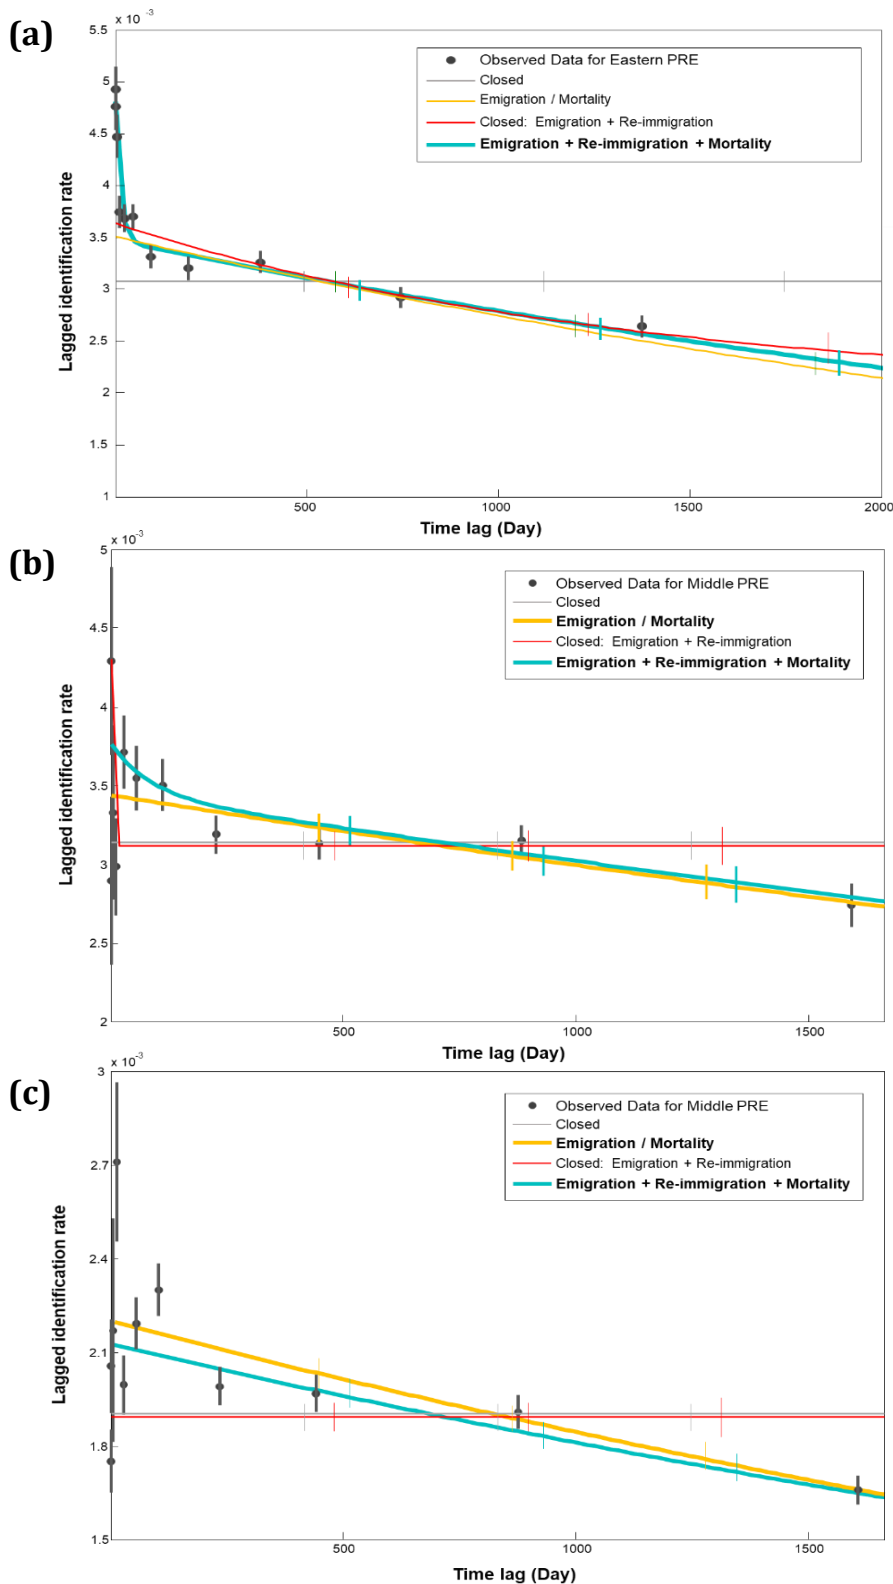 (a)
x 10⁻³
5.5
5
4.5
4
3.5
3
2.5
2
1.5
1
Lagged identification rate
Observed Data for Eastern PRE
Closed
Emigration / Mortality
Closed: Emigration + Re-immigration
Emigration + Re-immigration + Mortality
500
1000
1500
2000
Time lag (Day)
(b)
x 10⁻³
5
4.5
4
3.5
3
2.5
2
Lagged identification rate
Observed Data for Middle PRE
Closed
Emigration / Mortality
Closed: Emigration + Re-immigration
Emigration + Re-immigration + Mortality
500
1000
1500
Time lag (Day)
(c)
x 10⁻³
3
2.7
2.4
2.1
1.8
1.5
Lagged identification rate
Observed Data for Middle PRE
Closed
Emigration / Mortality
Closed: Emigration + Re-immigration
Emigration + Re-immigration + Mortality
500
1000
1500
Time lag (Day)